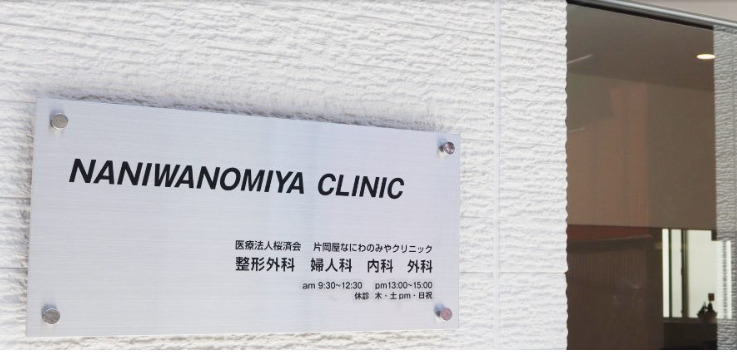 NANIWANOMIYA CLINIC
医療法人桜済会 片岡屋なにわのみやクリニック
整形外科 婦人科 内科 外科
am 9:30~12:30 pm13:00~15:00
休診 木・土pm・日祝